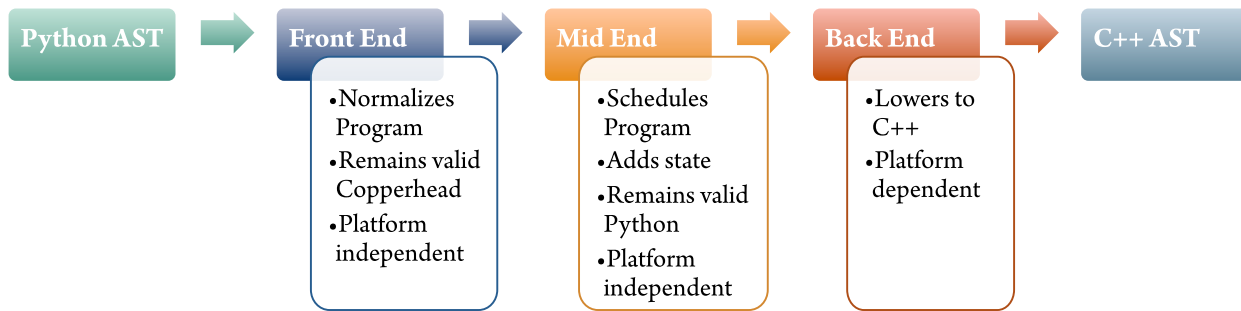 Python AST
Front End
•Normalizes
Program
•Remains valid
Copperhead
•Platform
independent
Mid End
•Schedules
Program
•Adds state
•Remains valid
Python
•Platform
independent
Back End
•Lowers to
C++
•Platform
dependent
C++ AST